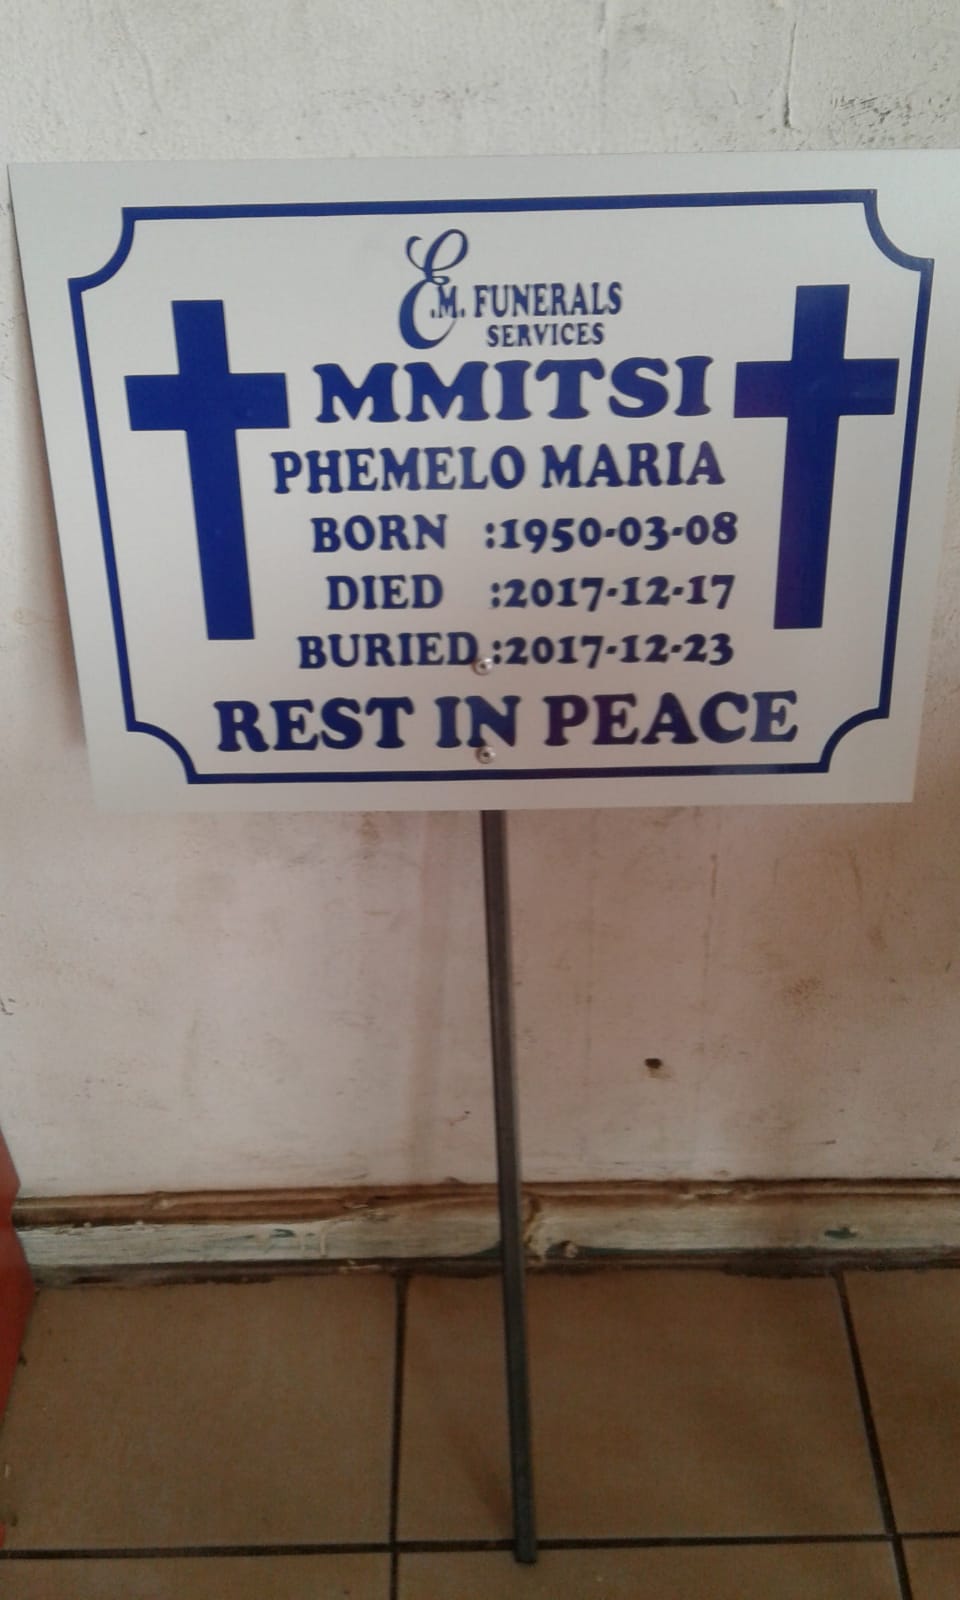 E.M. FUNERALS
SERVICES
MMITSI
PHEMELO MARIA
BORN :1950-03-08
DIED :2017-12-17
BURIED :2017-12-23
REST IN PEACE